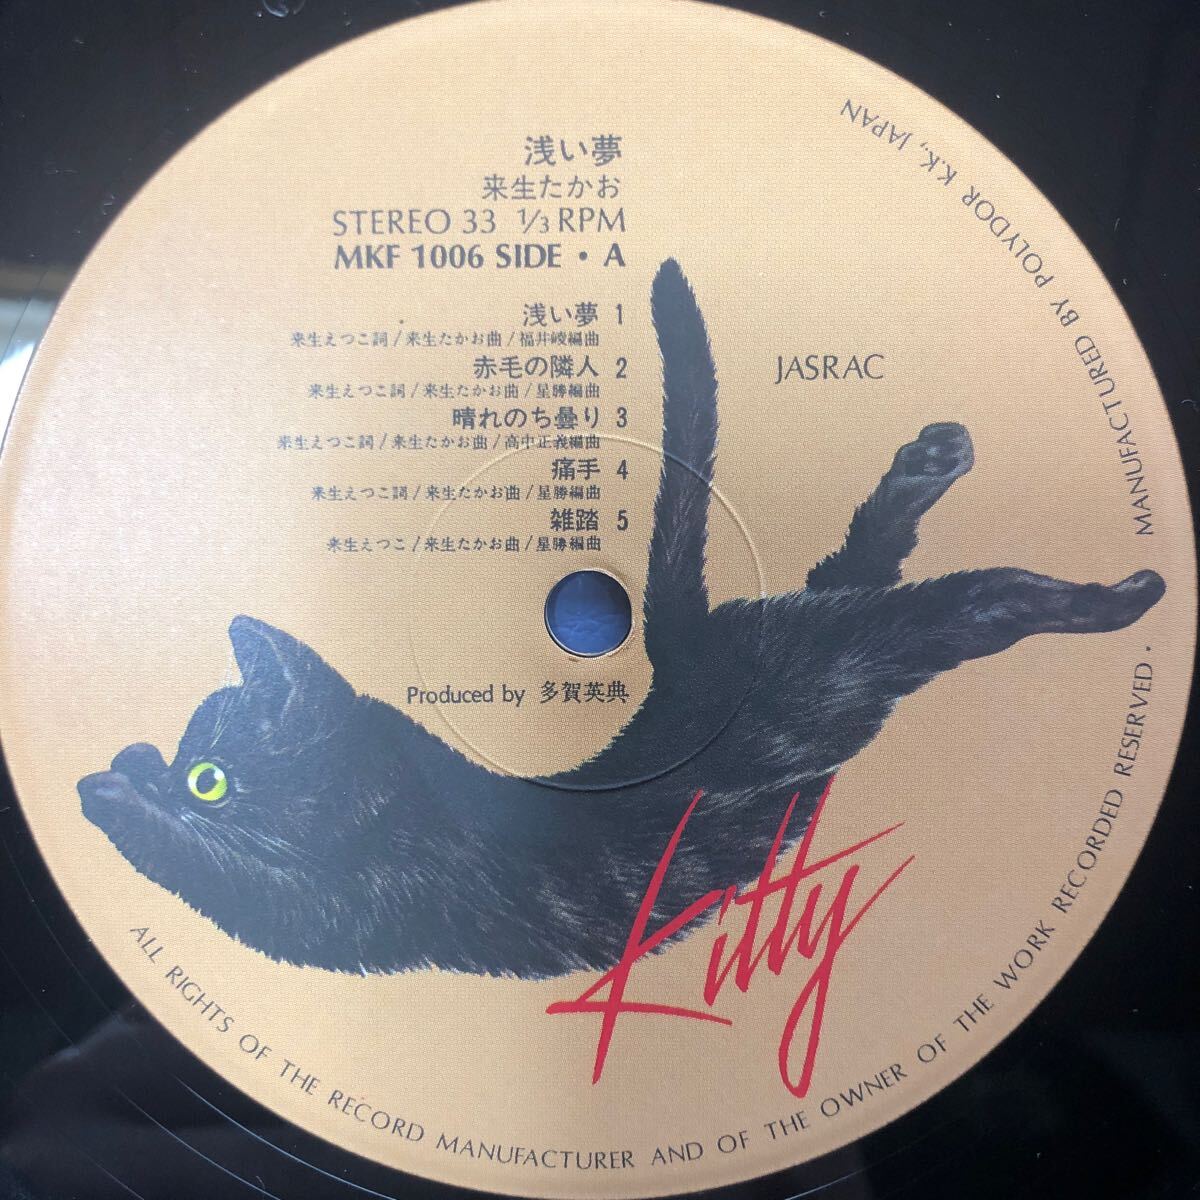 浅い夢
来生たかお
STEREO 33 1/3 RPM
MKF 1006 SIDE・A
浅い夢 1
来生えつこ詞/来生たかお曲/福井崚編曲
赤毛の隣人 2
来生えつこ詞/来生たかお曲/星勝編曲
晴れのち曇り 3
来生えつこ詞/来生たかお曲/高中正義編曲
痛手 4
来生えつこ詞/来生たかお曲/星勝編曲
雑踏 5
来生えつこ/来生たかお曲/星勝編曲
JASRAC
Produced by 多賀英典
Kitty
ALL RIGHTS OF THE RECORD MANUFACTURER AND OF THE OWNER OF THE WORK RECORDED RESERVED・MANUFACTURED BY POLYDOR K.K., JAPAN